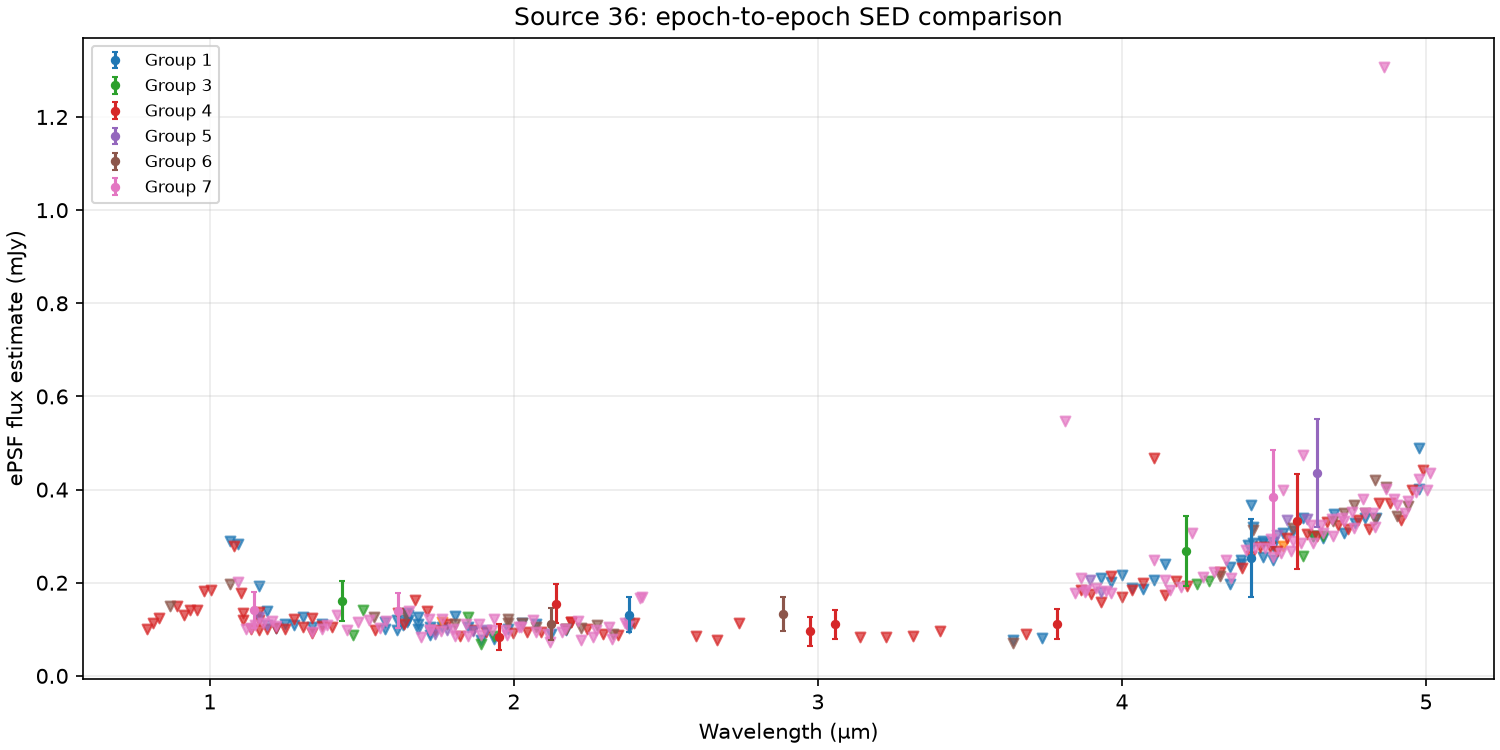 Source 36: epoch-to-epoch SED comparison
Group 1
Group 3
Group 4
Group 5
Group 6
Group 7
ePSF flux estimate (mJy)
1.2
1.0
0.8
0.6
0.4
0.2
0.0
1 2 3 4 5
Wavelength (µm)